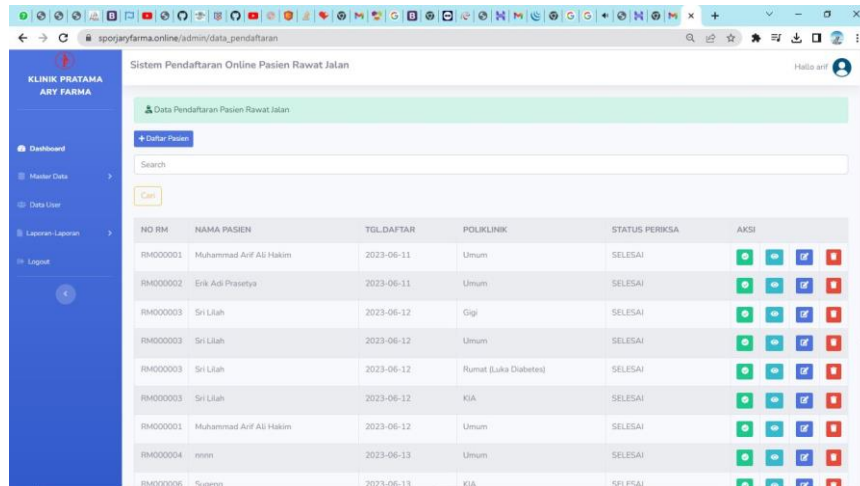 sporjaryfarma.online/admin/data_pendaftaran
KLINIK PRATAMA
ARY FARMA
Sistem Pendaftaran Online Pasien Rawat Jalan
Hallo arif
Data Pendaftaran Pasien Rawat Jalan
+ Daftar Pasien
Search
Cari
Dashboard
Master Data
Data User
Laporan-Laporan
Logout
NO RM NAMA PASIEN TGL.DAFTAR POLIKLINIK STATUS PERIKSA AKSI
RM000001 Muhammad Arif Ali Hakim 2023-06-11 Umum SELESAI
RM000002 Erik Adi Prasetya 2023-06-11 Umum SELESAI
RM000003 Sri Lilah 2023-06-12 Gigi SELESAI
RM000003 Sri Lilah 2023-06-12 Umum SELESAI
RM000003 Sri Lilah 2023-06-12 Rumat (Luka Diabetes) SELESAI
RM000003 Sri Lilah 2023-06-12 KIA SELESAI
RM000001 Muhammad Arif Ali Hakim 2023-06-12 Umum SELESAI
RM000004 nnnn 2023-06-13 Umum SELESAI
RM000006 Sugeng 2023-06-13 KIA SELESAI